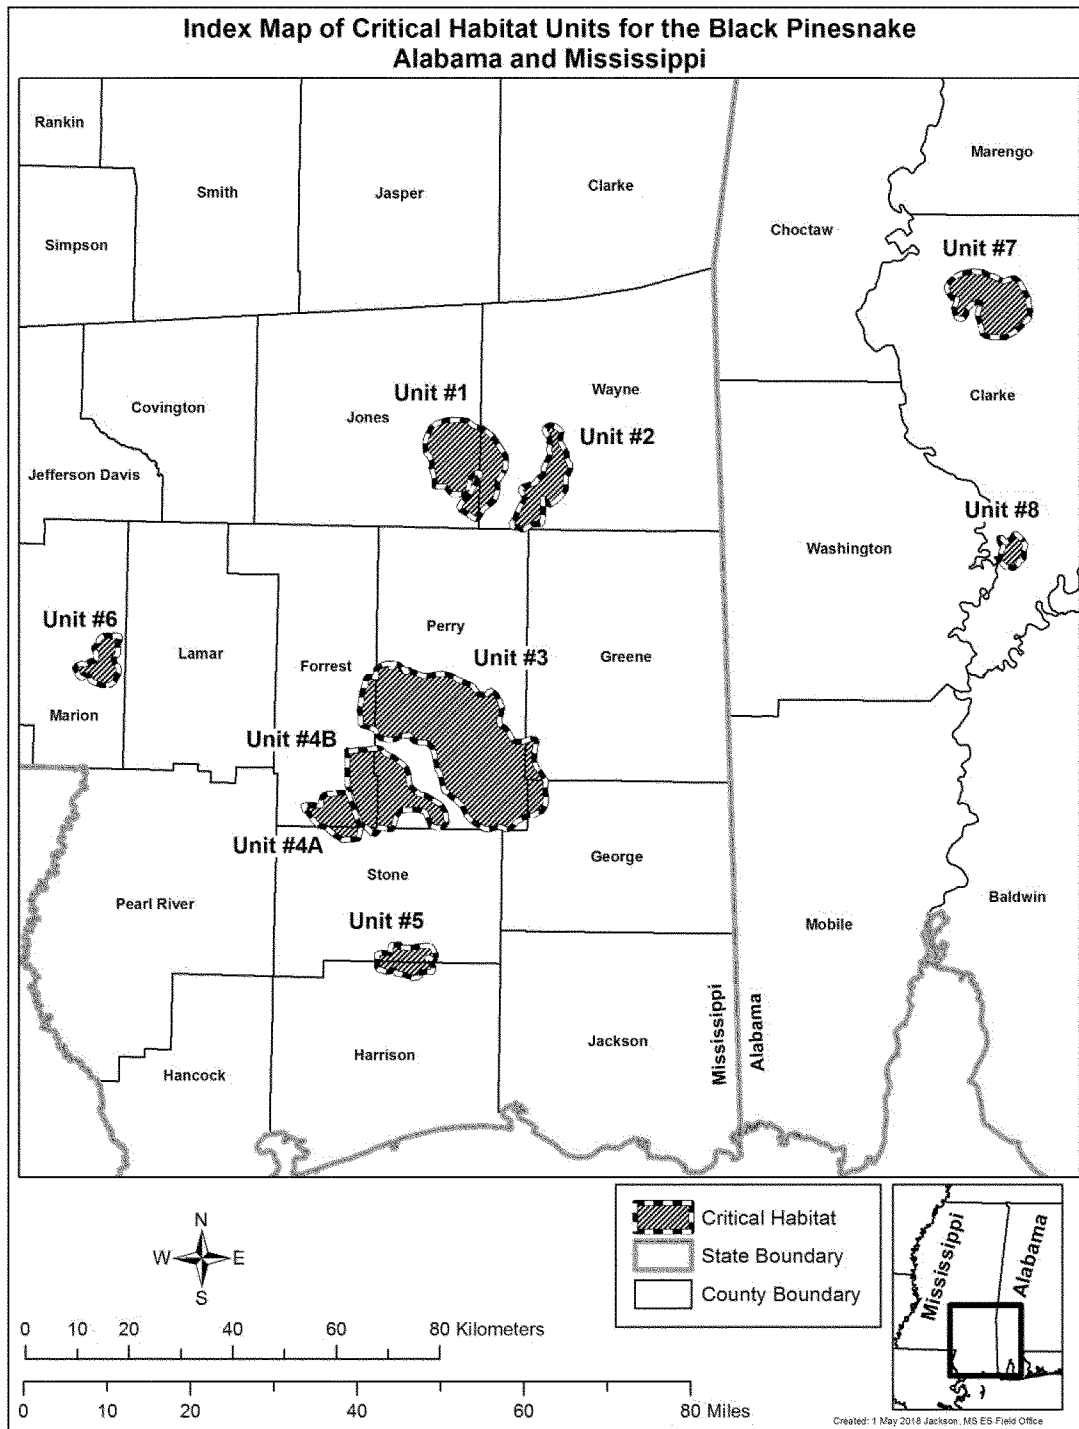 Index Map of Critical Habitat Units for the Black Pinesnake
Alabama and Mississippi
Rankin
Marengo
Smith
Jasper
Clarke
Choctaw
Simpson
Unit #7
Wayne
Unit #1
Clarke
Covington
Jones
Unit #2
Jefferson Davis
Unit #8
Washington
Unit #6
Perry
Lamar
Unit #3
Greene
Forrest
Marion
Unit #4B
Unit #4A
George
Stone
Baldwin
Pearl River
Unit #5
Mobile
Mississippi
Alabama
Jackson
Harrison
Hancock
N
W E
S
Critical Habitat
State Boundary
County Boundary
Mississippi
Alabama
0 10 20 40 60 80 Kilometers
0 10 20 40 60 80 Miles
Created: 1 May 2018 Jackson, MS ES Field Office